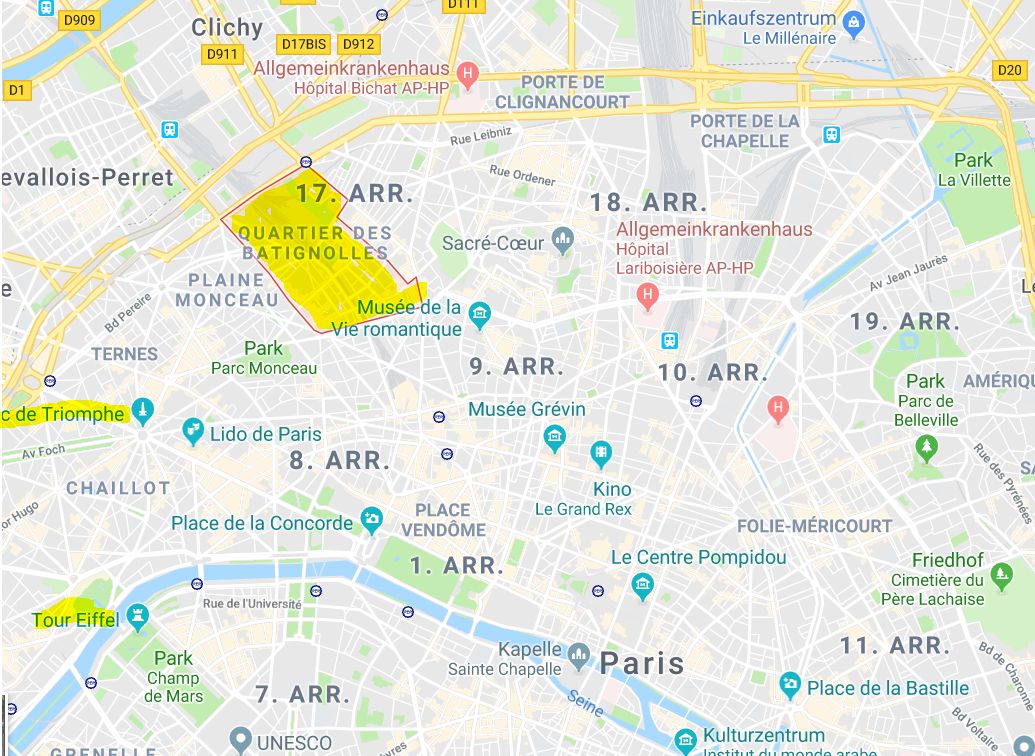 D909
D111
Clichy
D17BIS
D912
D911
Einkaufszentrum
Le Millénaire
Allgemeinkrankenhaus
Hôpital Bichat AP-HP
D1
D20
PORTE DE
CLIGNANCOURT
PORTE DE LA
CHAPELLE
Rue Leibniz
Park
La Villette
evallois-Perret
Rue Ordener
17. ARR.
18. ARR.
QUARTIER DES
BATIGNOLLES
Sacré-Cœur
Allgemeinkrankenhaus
Hôpital
Lariboisière AP-HP
PLAINE
MONCEAU
Av Jean Jaurès
e
Bd Pereire
Musée de la
Vie romantique
19. ARR.
TERNES
Park
Parc Monceau
9. ARR.
10. ARR.
Park
Parc de
Belleville
AMÉRIQU
c de Triomphe
Musée Grévin
Lido de Paris
Av Foch
8. ARR.
Rue des Pyrénées
CHAILLOT
Kino
Le Grand Rex
or Hugo
Place de la Concorde
PLACE
VENDÔME
FOLIE-MÉRICOURT
1. ARR.
Le Centre Pompidou
Friedhof
Cimetière du
Père Lachaise
Rue de l'Université
Tour Eiffel
Park
Champ
de Mars
Kapelle
Sainte Chapelle
Paris
11. ARR.
Bd de Charonne
7. ARR.
Seine
Place de la Bastille
Bd Voltaire
UNESCO
Kulturzentrum
Institut du monde arabe
GRENELLE